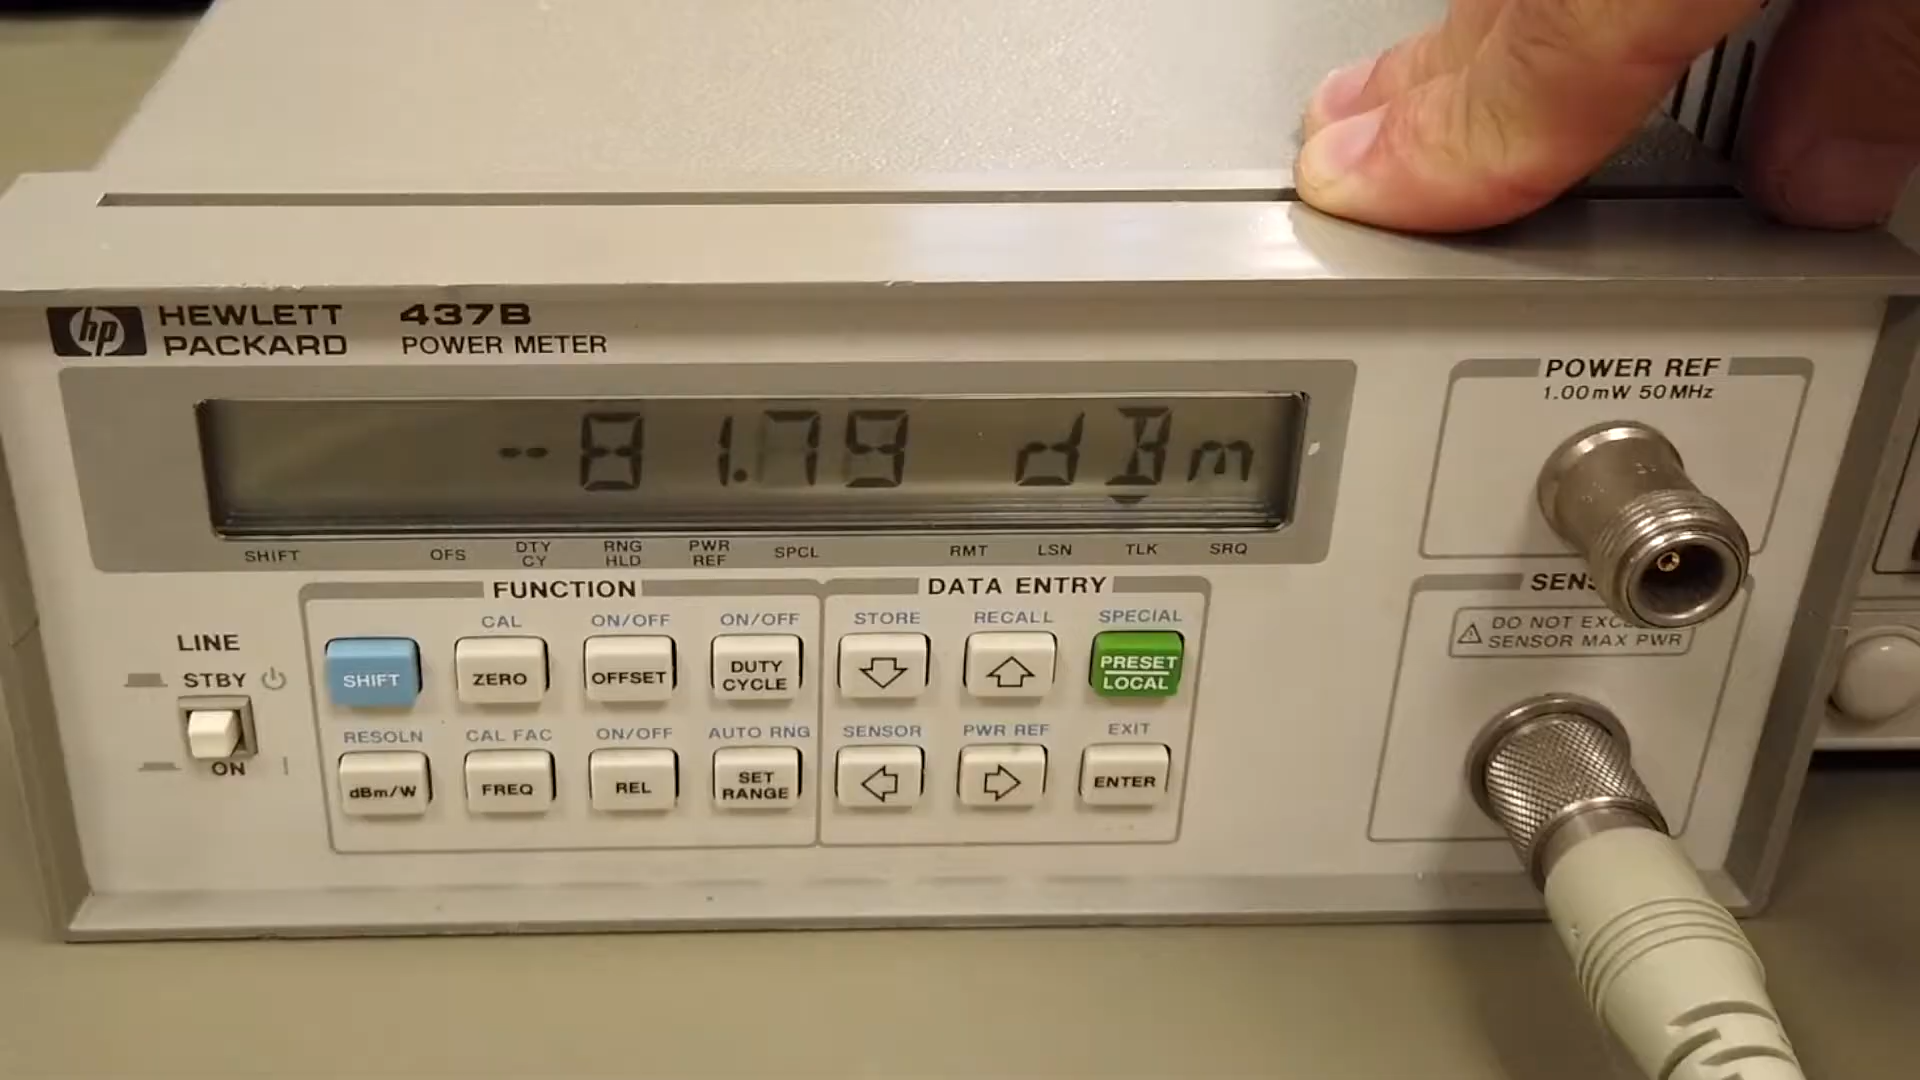 hp HEWLETT PACKARD 437B
POWER METER
-81.79 dBm
SHIFT OFS DTY CY RNG HLD PWR REF SPCL RMT LSN TLK SRQ
POWER REF
1.00mW 50MHz
FUNCTION
DATA ENTRY
LINE
STBY
ON
CAL ON/OFF ON/OFF STORE RECALL SPECIAL
SHIFT ZERO OFFSET DUTY CYCLE PRESET LOCAL
RESOLN CAL FAC ON/OFF AUTO RNG SENSOR PWR REF EXIT
dBm/W FREQ REL SET RANGE ENTER
DO NOT
SENSOR MAX PWR